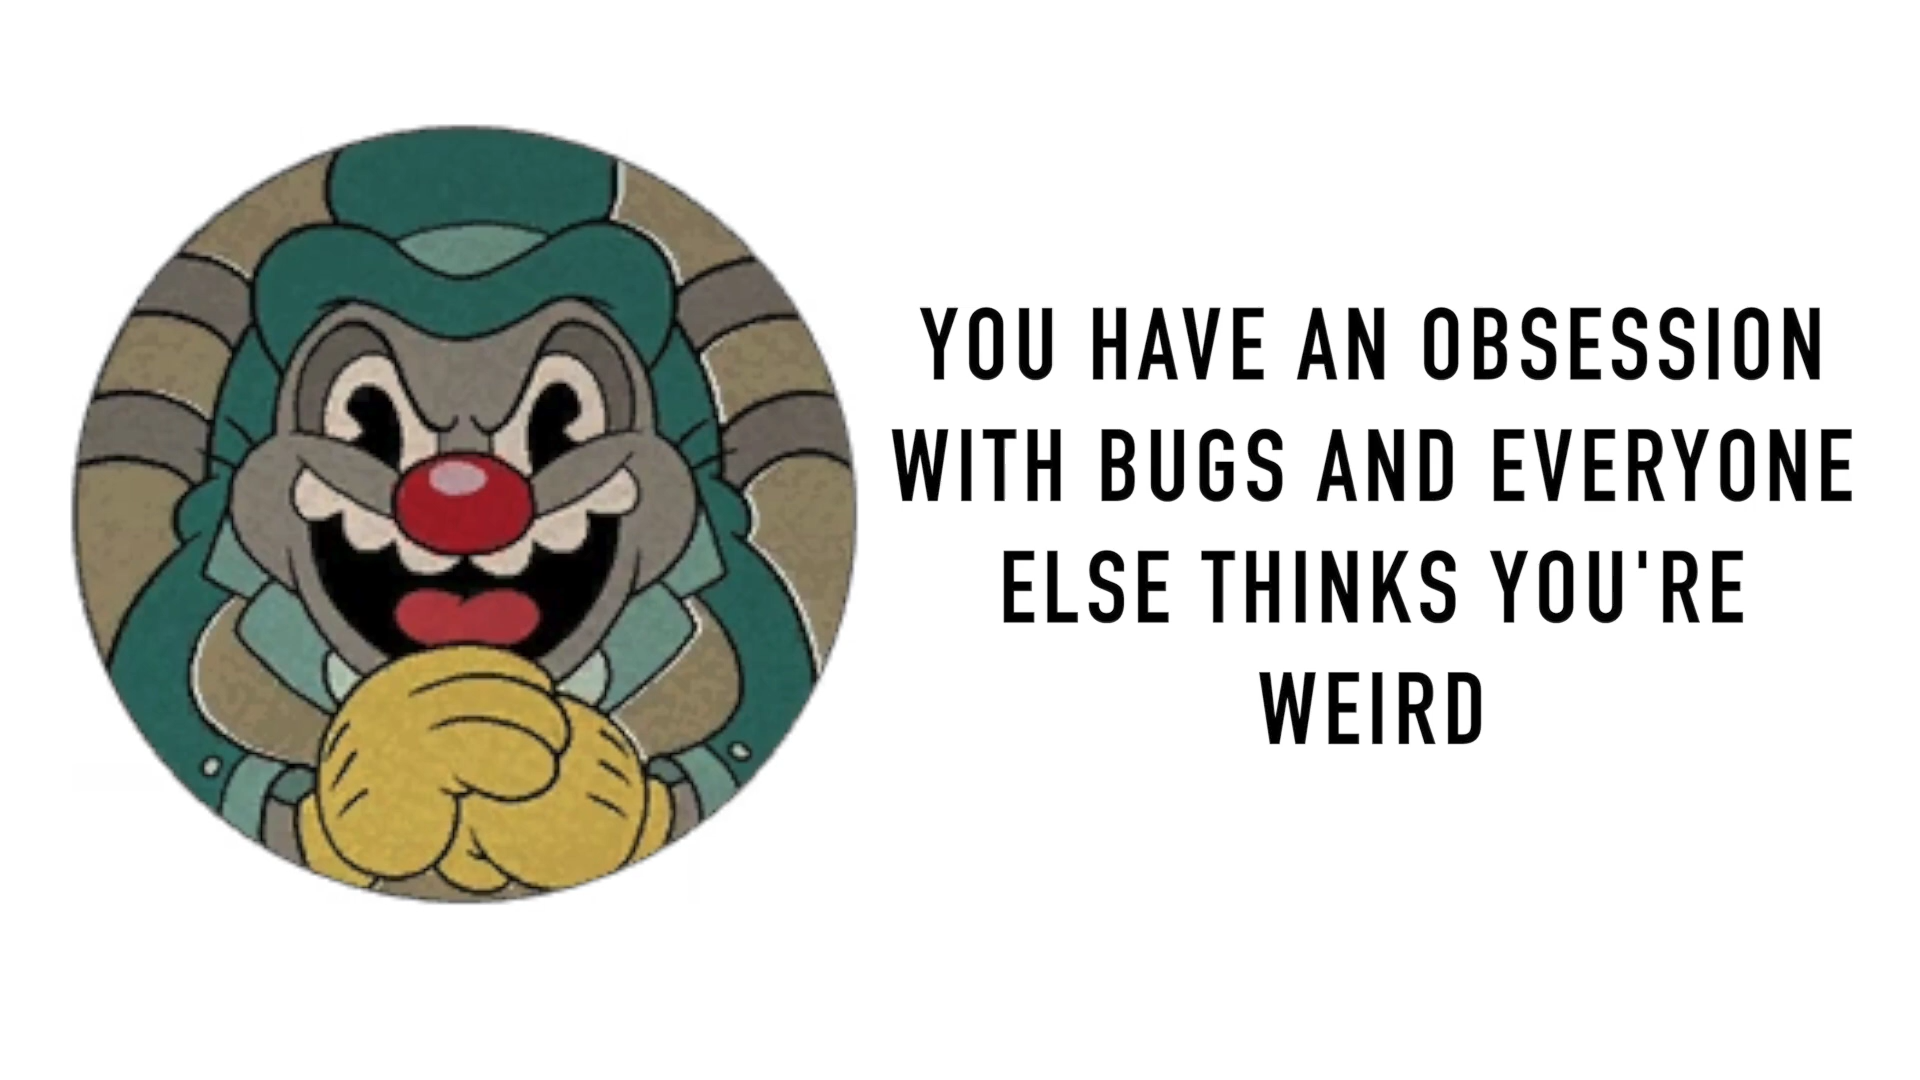 YOU HAVE AN OBSESSION
WITH BUGS AND EVERYONE
ELSE THINKS YOU'RE
WEIRD